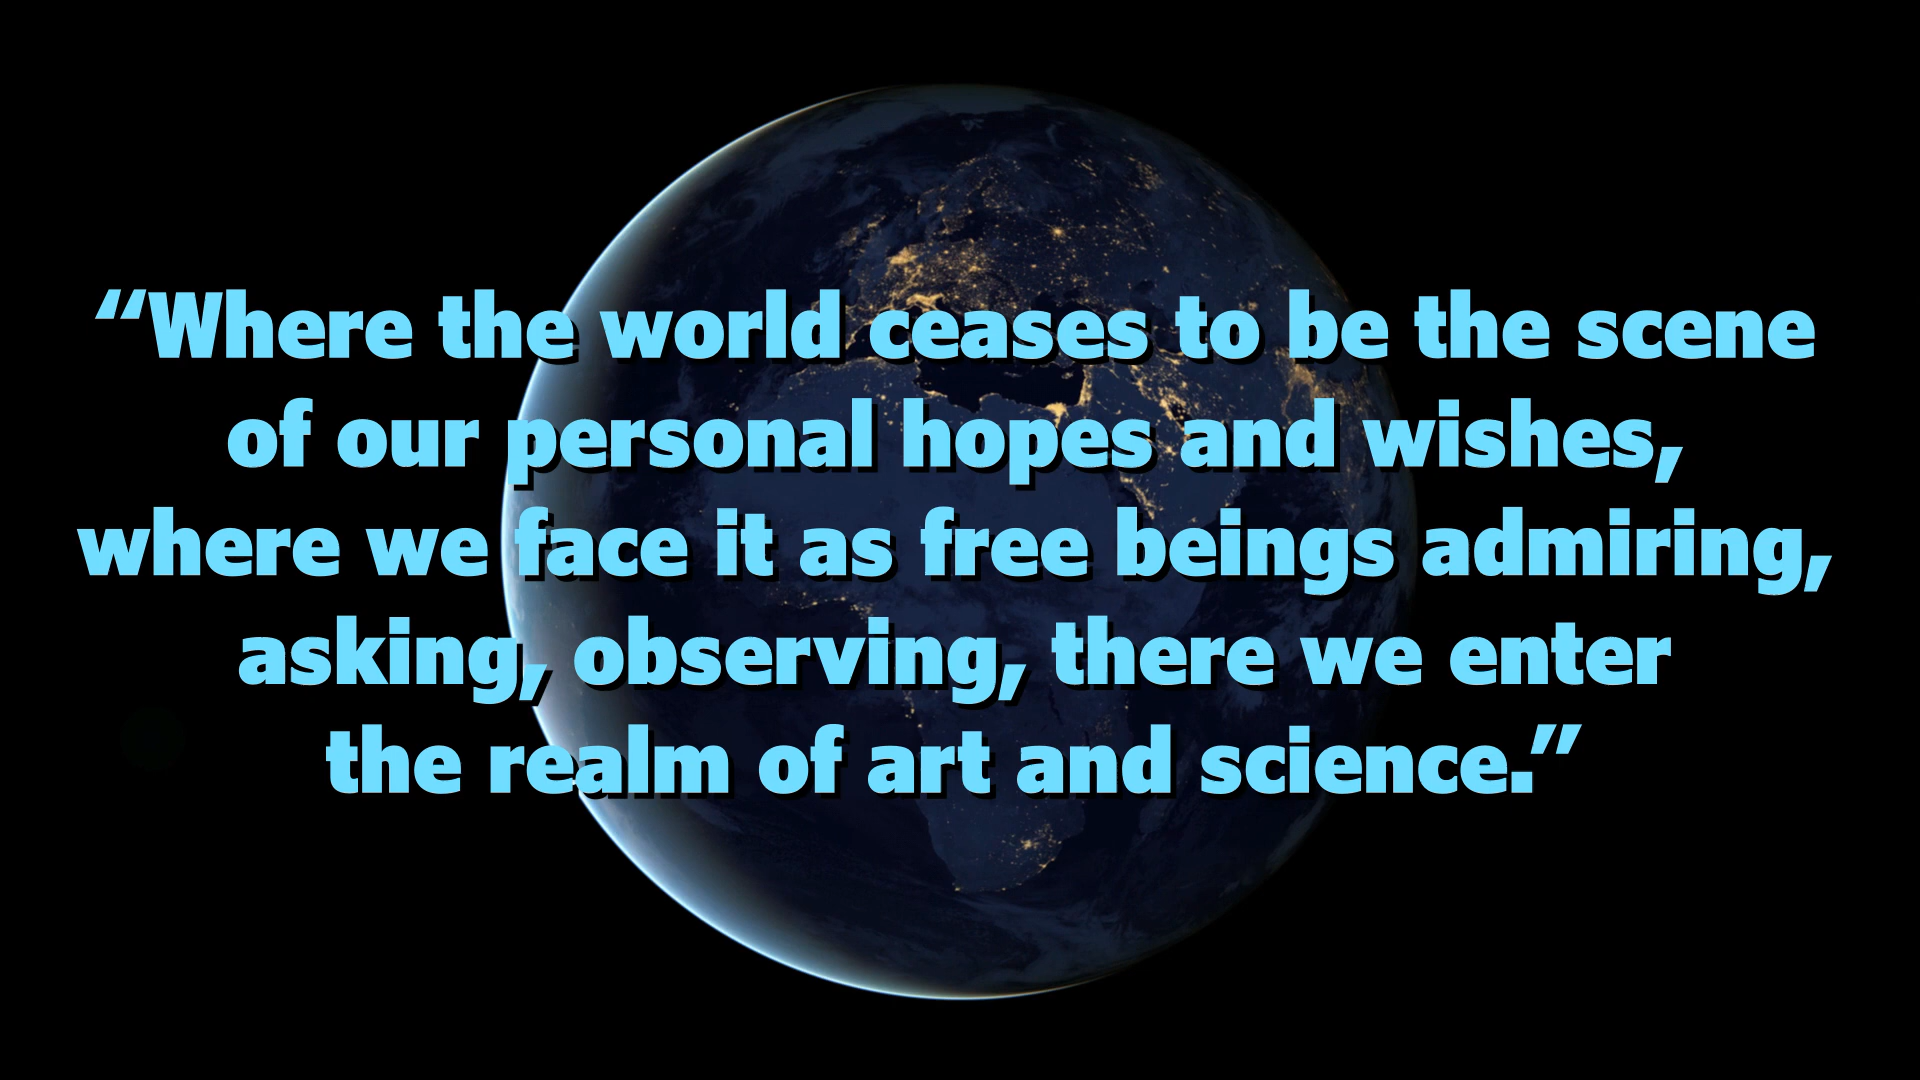 “Where the world ceases to be the scene
of our personal hopes and wishes,
where we face it as free beings admiring,
asking, observing, there we enter
the realm of art and science.”